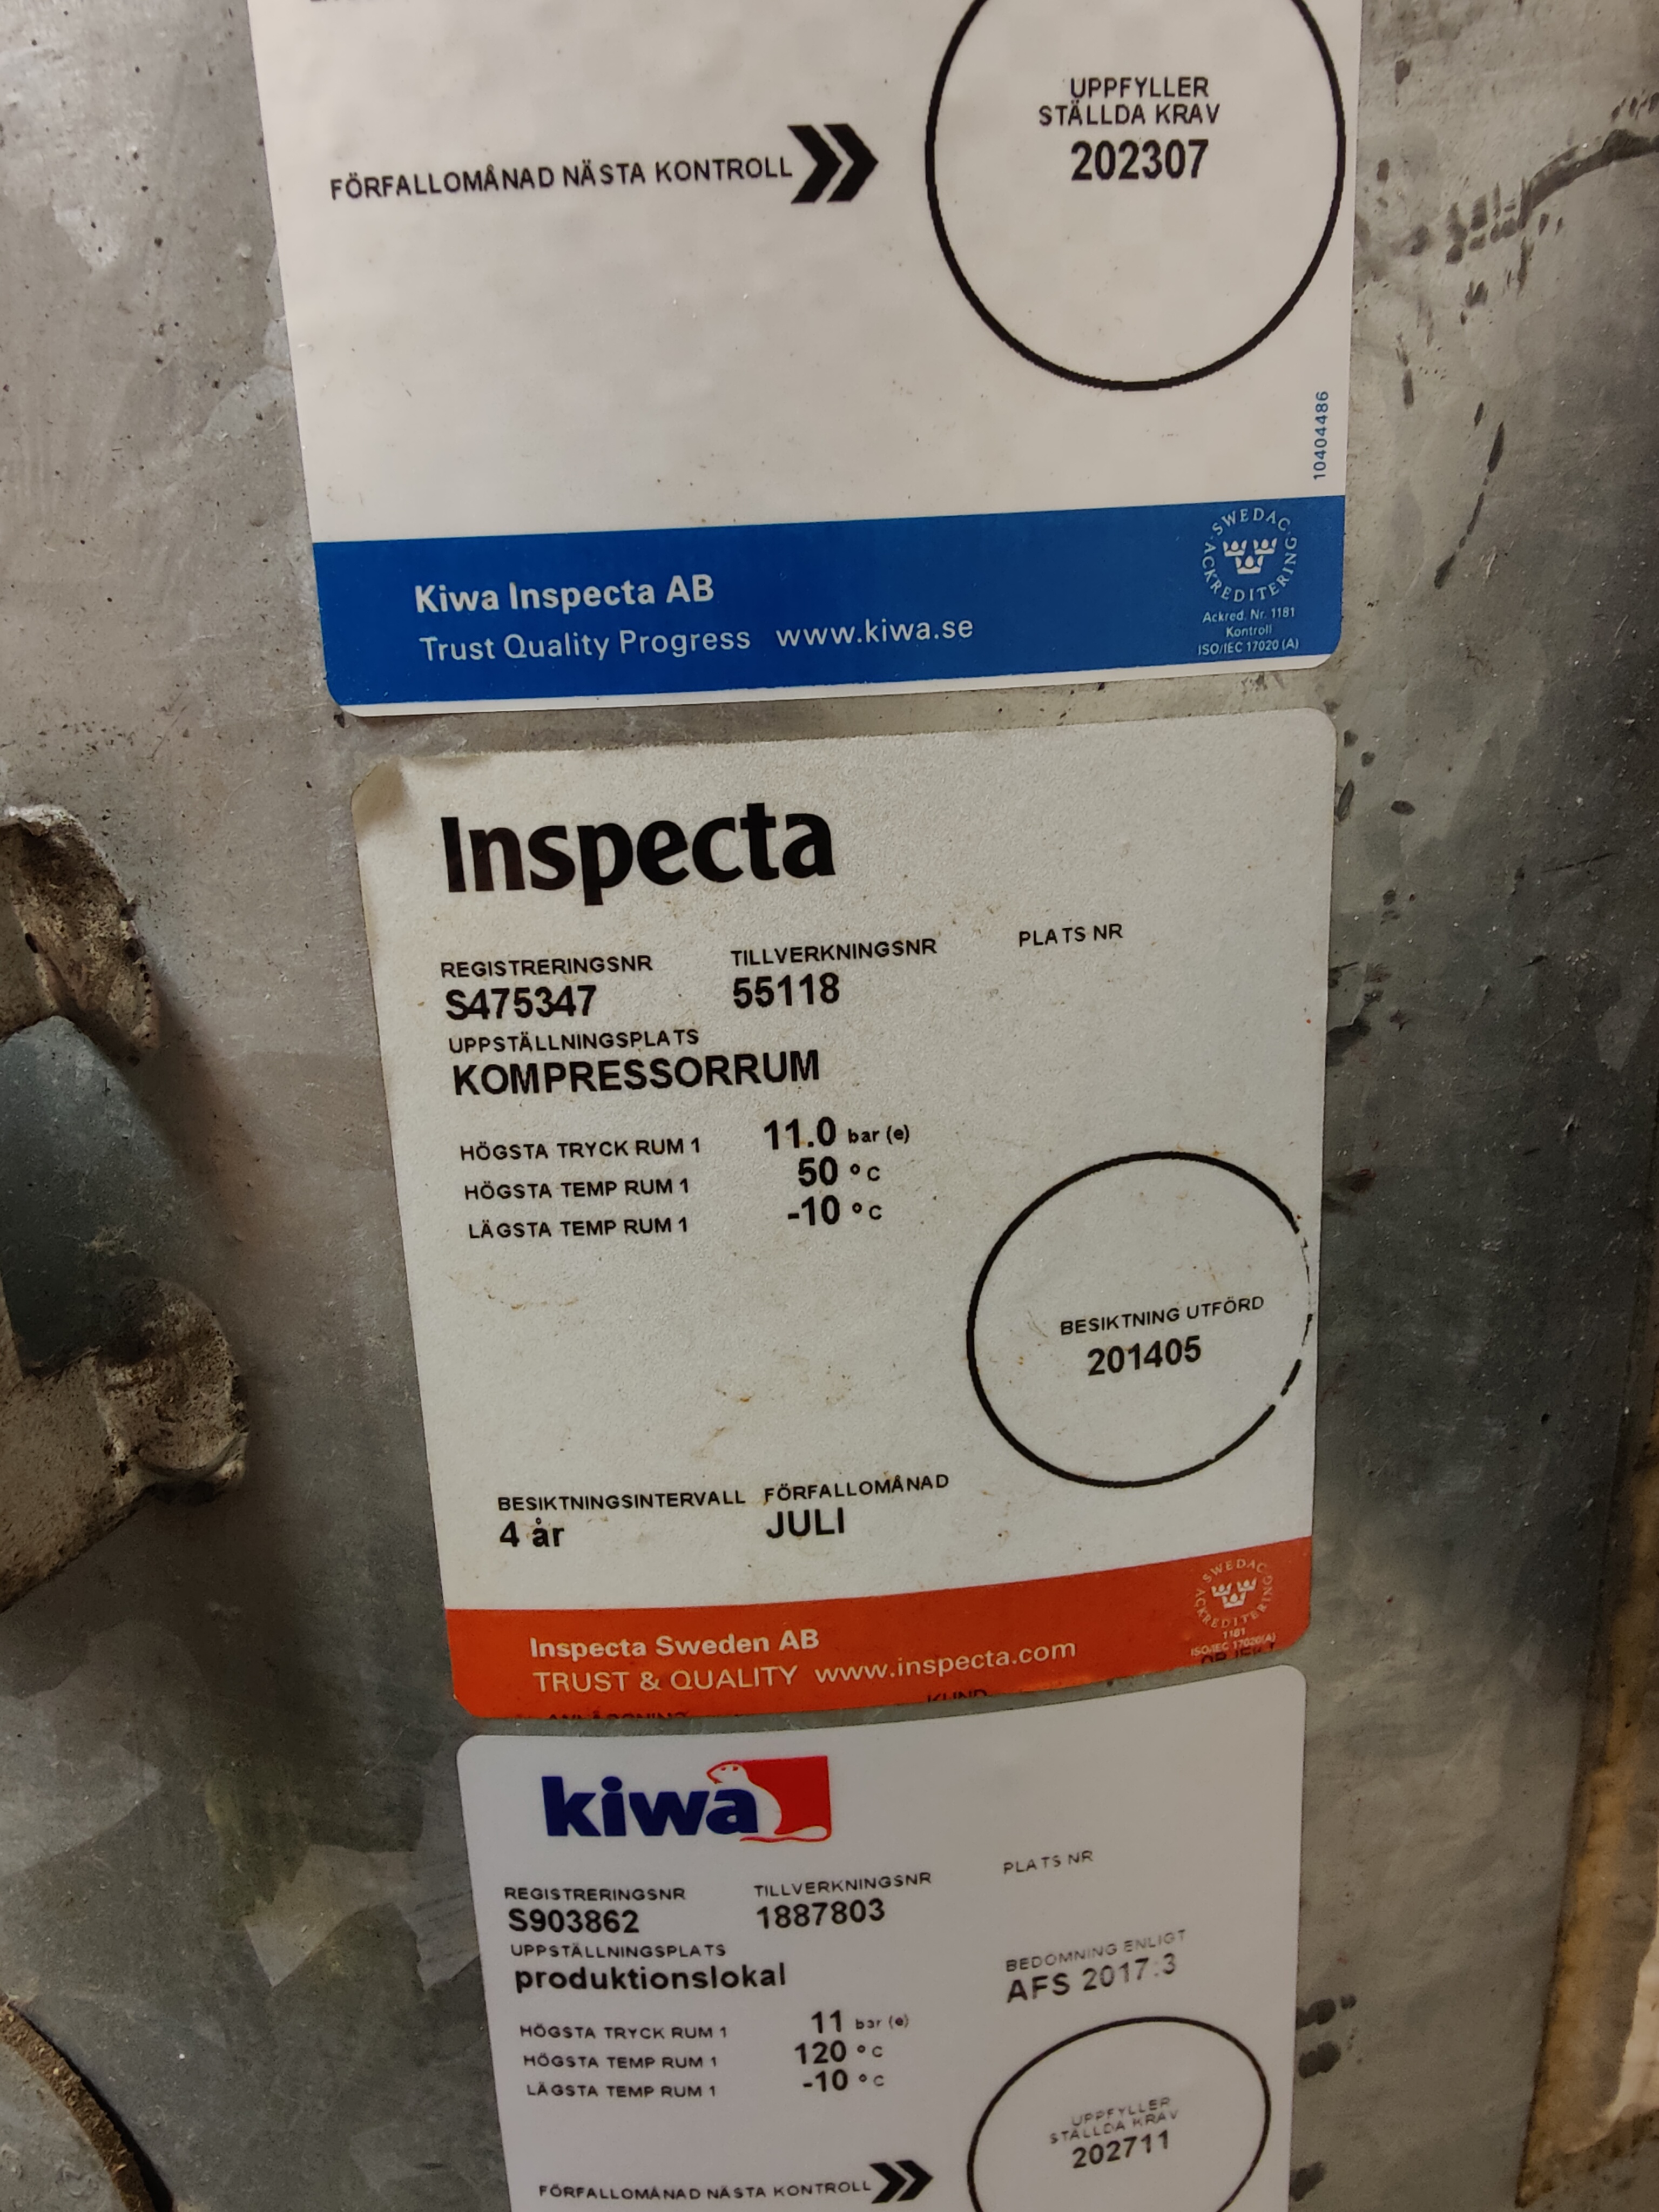 UPPFYLLER
STÄLLDA KRAV
202307
FÖRFALLOMÅNAD NÄSTA KONTROLL
10404486
SWEDAC ACKREDITERING
Ackred. Nr. 1181
Kontroll
ISO/IEC 17020 (A)
Kiwa Inspecta AB
Trust Quality Progress www.kiwa.se
Inspecta
REGISTRERINGSNR TILLVERKNINGSNR PLATS NR
S475347 55118
UPPSTÄLLNINGSPLATS
KOMPRESSORRUM
HÖGSTA TRYCK RUM 1 11.0 bar (e)
HÖGSTA TEMP RUM 1 50 °C
LÄGSTA TEMP RUM 1 -10 °C
BESIKTNING UTFÖRD
201405
BESIKTNINGSINTERVALL FÖRFALLOMÅNAD
4 år JULI
SWEDAC ACKREDITERING
1181
ISO/IEC 17020(A)
Inspecta Sweden AB
TRUST & QUALITY www.inspecta.com
kiwa
REGISTRERINGSNR TILLVERKNINGSNR PLATS NR
S903862 1887803
UPPSTÄLLNINGSPLATS
produktionslokal
BEDÖMNING ENLIGT
AFS 2017:3
HÖGSTA TRYCK RUM 1 11 bar (e)
HÖGSTA TEMP RUM 1 120 °C
LÄGSTA TEMP RUM 1 -10 °C
UPPFYLLER
STÄLLDA KRAV
202711
FÖRFALLOMÅNAD NÄSTA KONTROLL